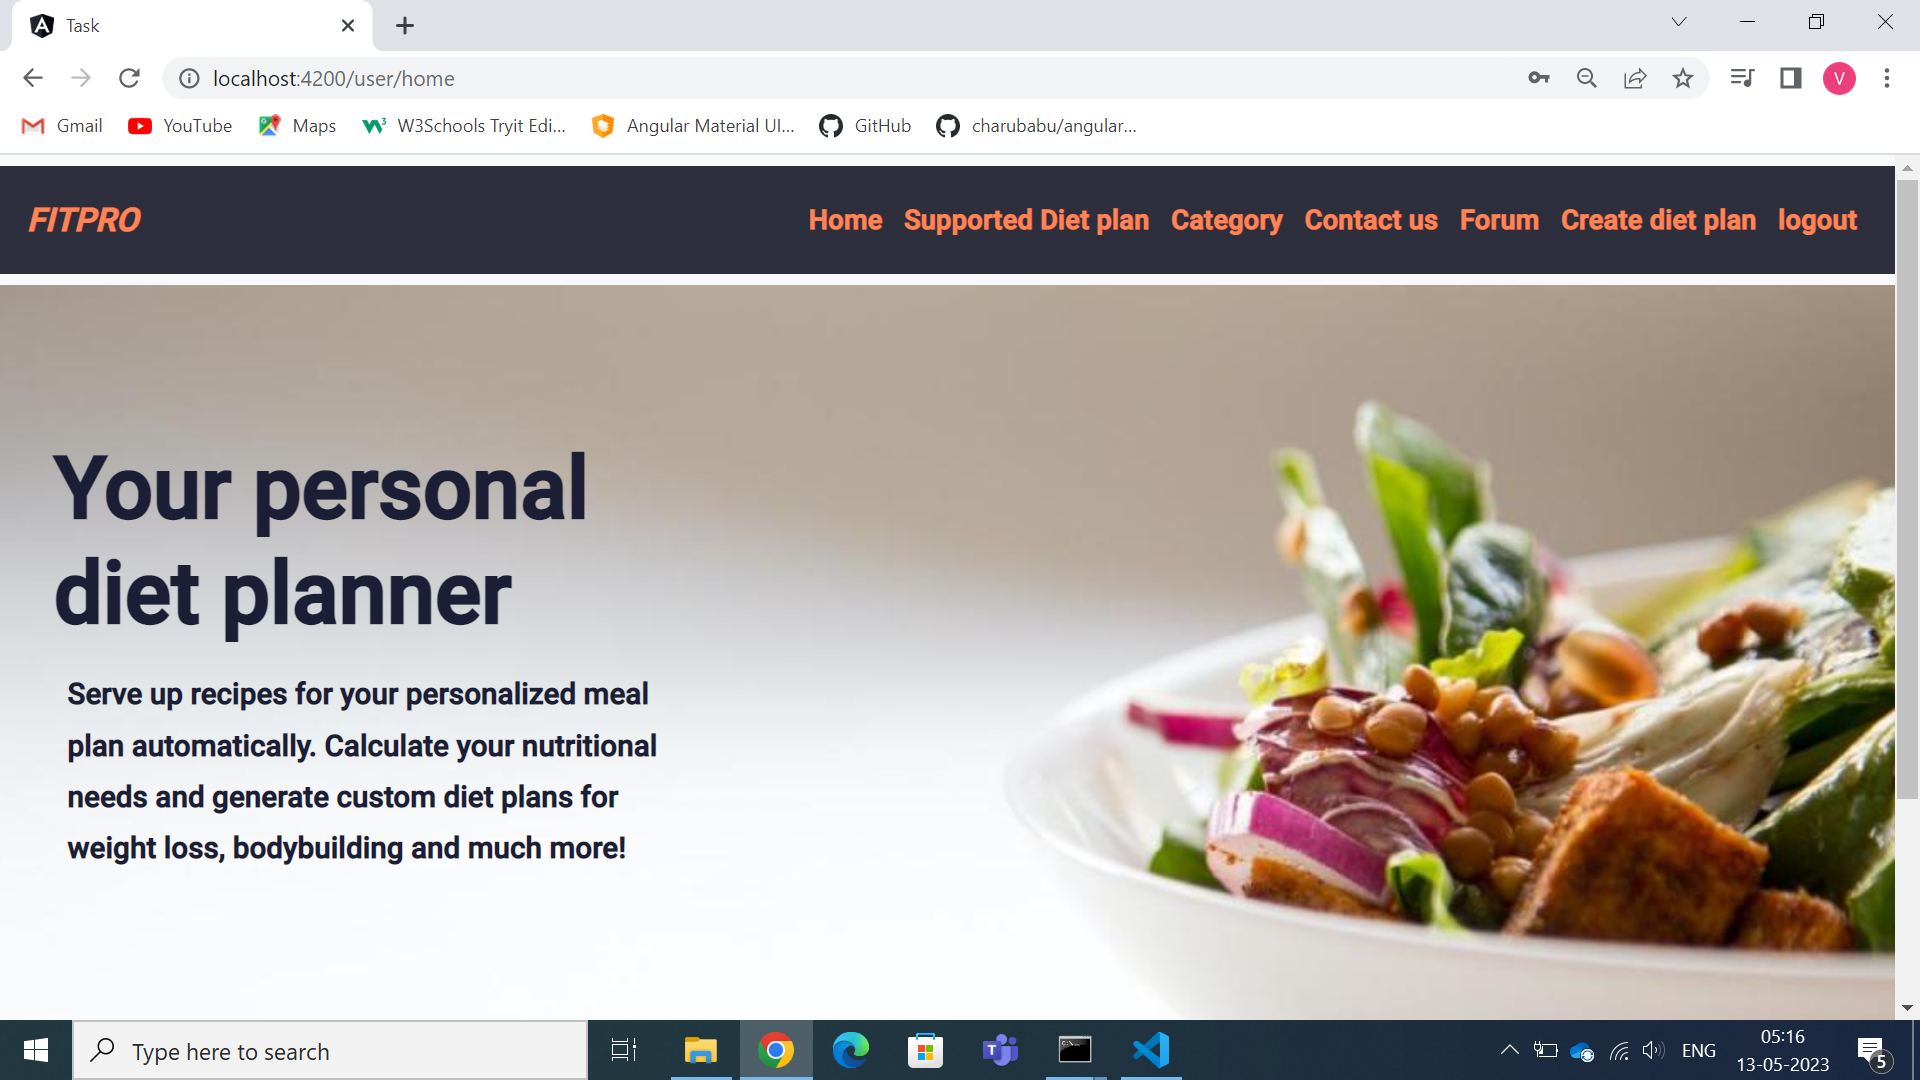 Task
localhost:4200/user/home
V
Gmail
YouTube
Maps
W3Schools Tryit Edi...
Angular Material UI...
GitHub
charubabu/angular...
FITPRO
Home
Supported Diet plan
Category
Contact us
Forum
Create diet plan
logout
Your personal
diet planner
Serve up recipes for your personalized meal
plan automatically. Calculate your nutritional
needs and generate custom diet plans for
weight loss, bodybuilding and much more!
Type here to search
ENG
05:16
13-05-2023
5